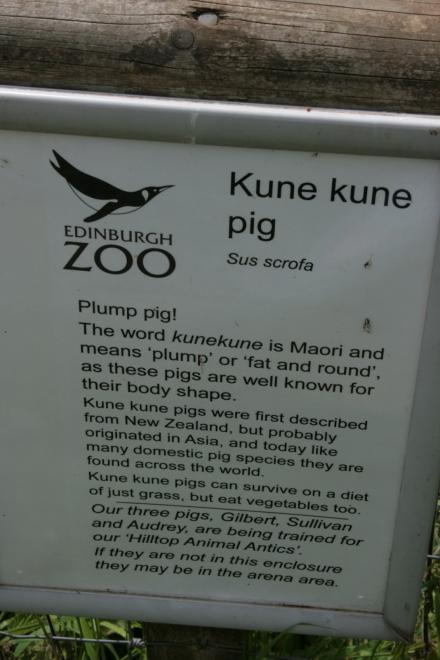 Kune kune
pig
Sus scrofa
EDINBURGH
ZOO
Plump pig!
The word kunekune is Maori and
means 'plump' or 'fat and round',
as these pigs are well known for
their body shape.
Kune kune pigs were first described
from New Zealand, but probably
originated in Asia, and today like
many domestic pig species they are
found across the world.
Kune kune pigs can survive on a diet
of just grass, but eat vegetables too.
Our three pigs, Gilbert, Sullivan
and Audrey, are being trained for
our 'Hilltop Animal Antics'.
If they are not in this enclosure
they may be in the arena area.